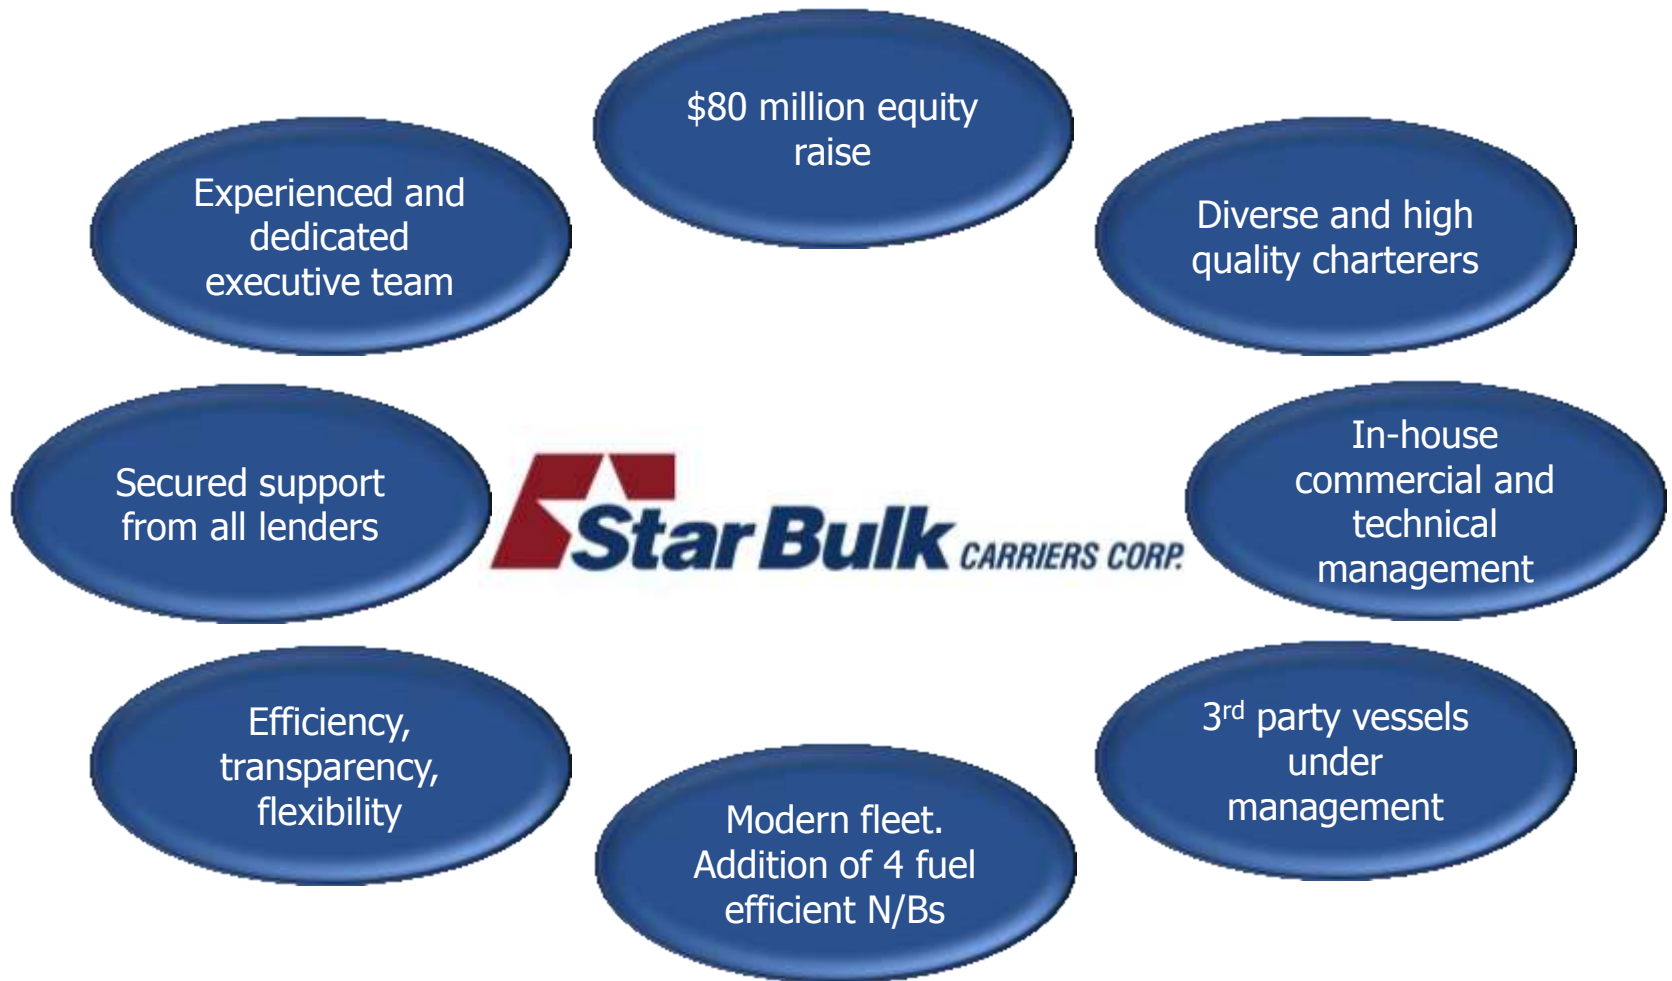 $80 million equity
raise
Experienced and
dedicated
executive team
Diverse and high
quality charterers
Secured support
from all lenders
Star Bulk CARRIERS CORP.
In-house
commercial and
technical
management
Efficiency,
transparency,
flexibility
3rd party vessels
under
management
Modern fleet.
Addition of 4 fuel
efficient N/Bs